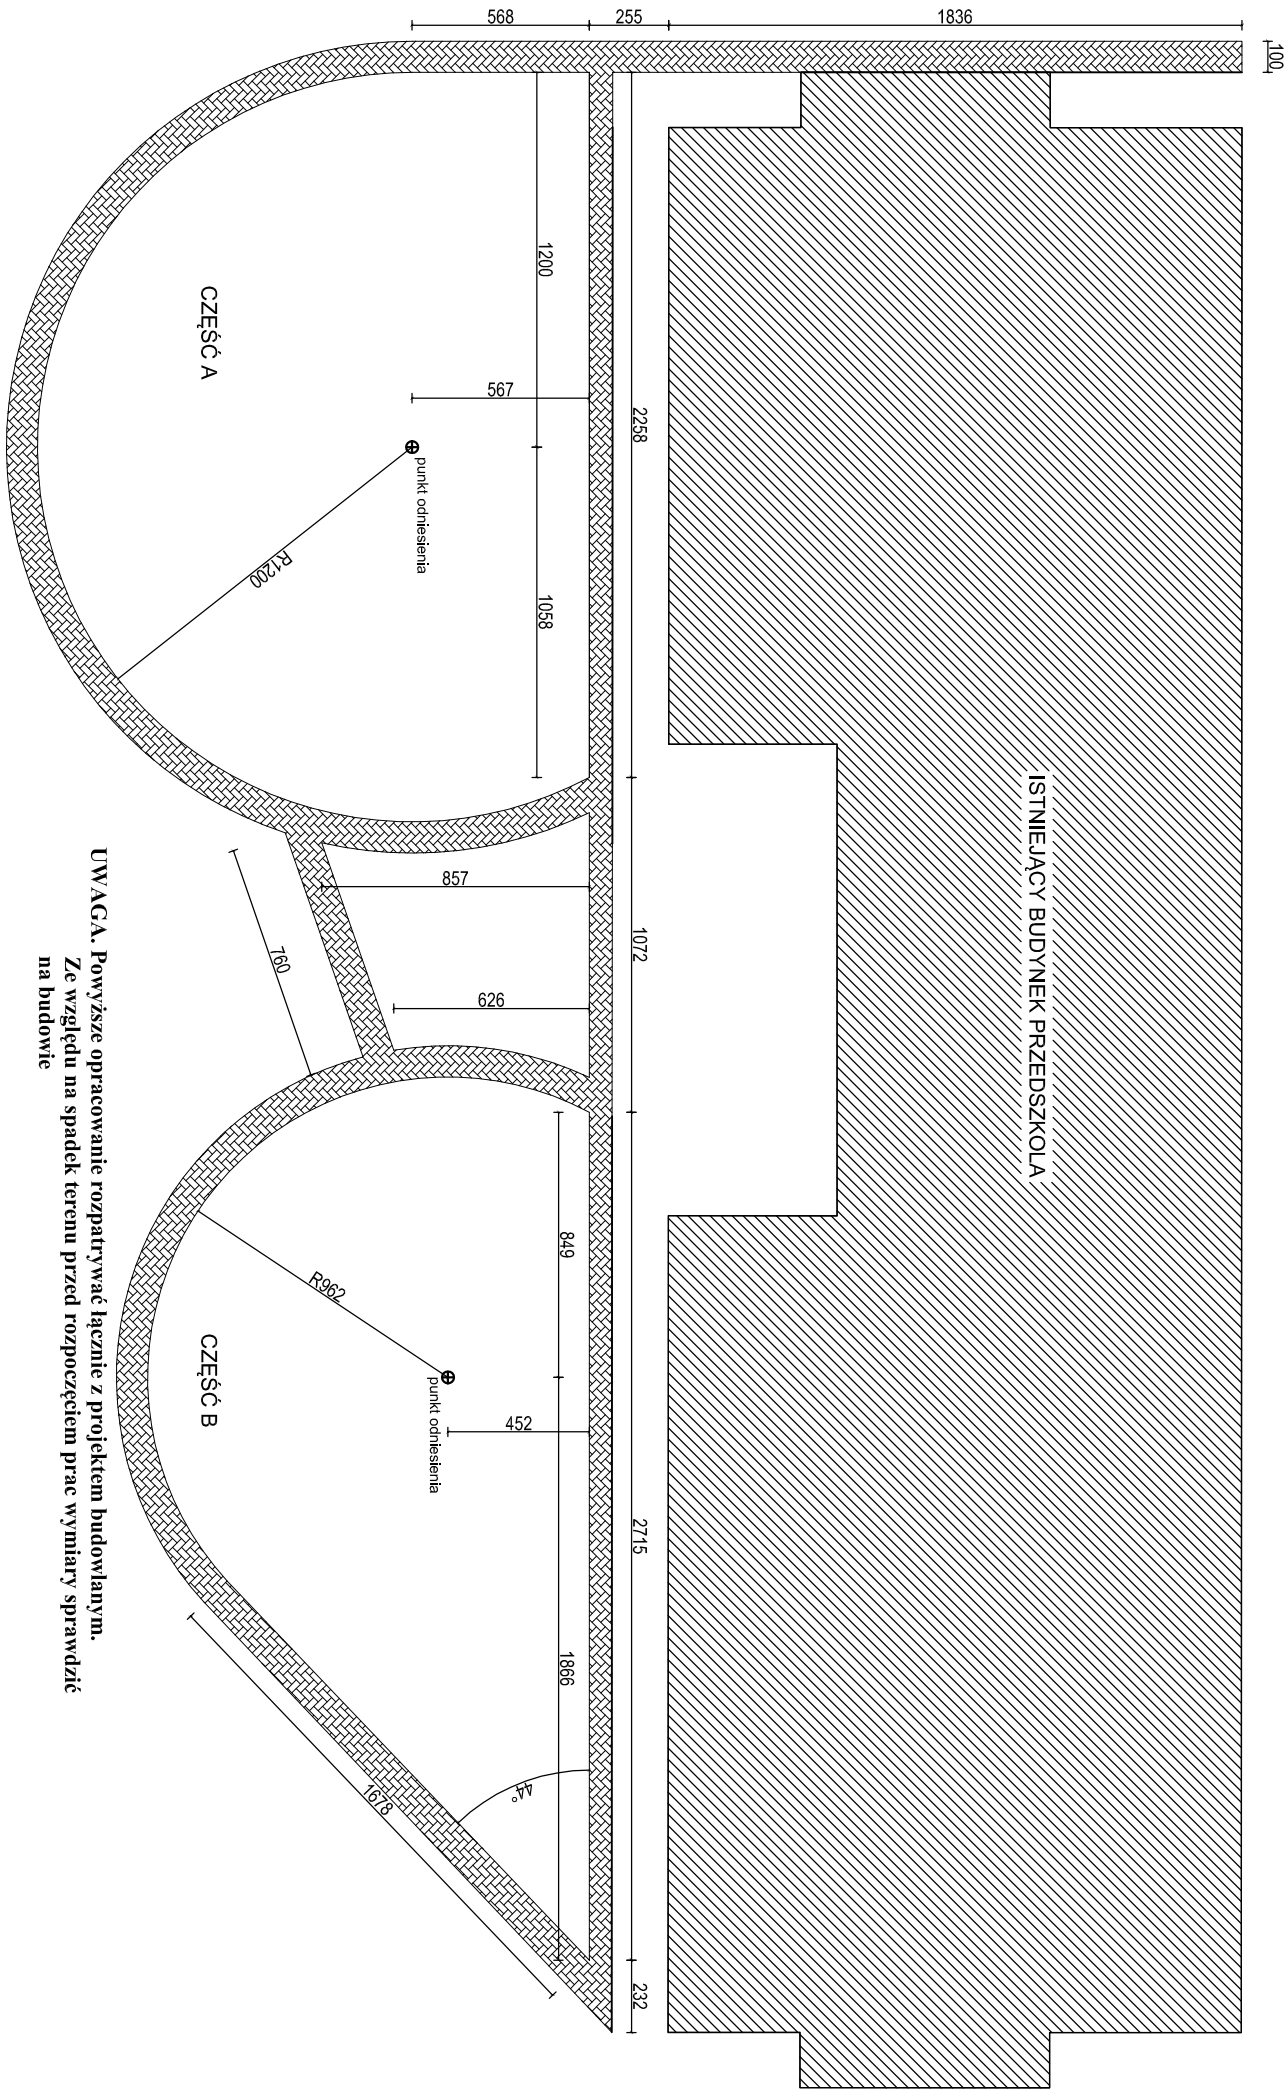 568
255
1836
100
1200
567
2258
CZĘŚĆ A
punkt odniesienia
R1200
1058
ISTNIEJĄCY BUDYNEK PRZEDSZKOLA
857
1072
760
626
849
R962
CZĘŚĆ B
punkt odniesienia
452
2715
1866
44°
1678
232
UWAGA. Powyższe opracowanie rozpatrywać łącznie z projektem budowlanym.
Ze względu na spadek terenu przed rozpoczęciem prac wymiary sprawdzić
na budowie